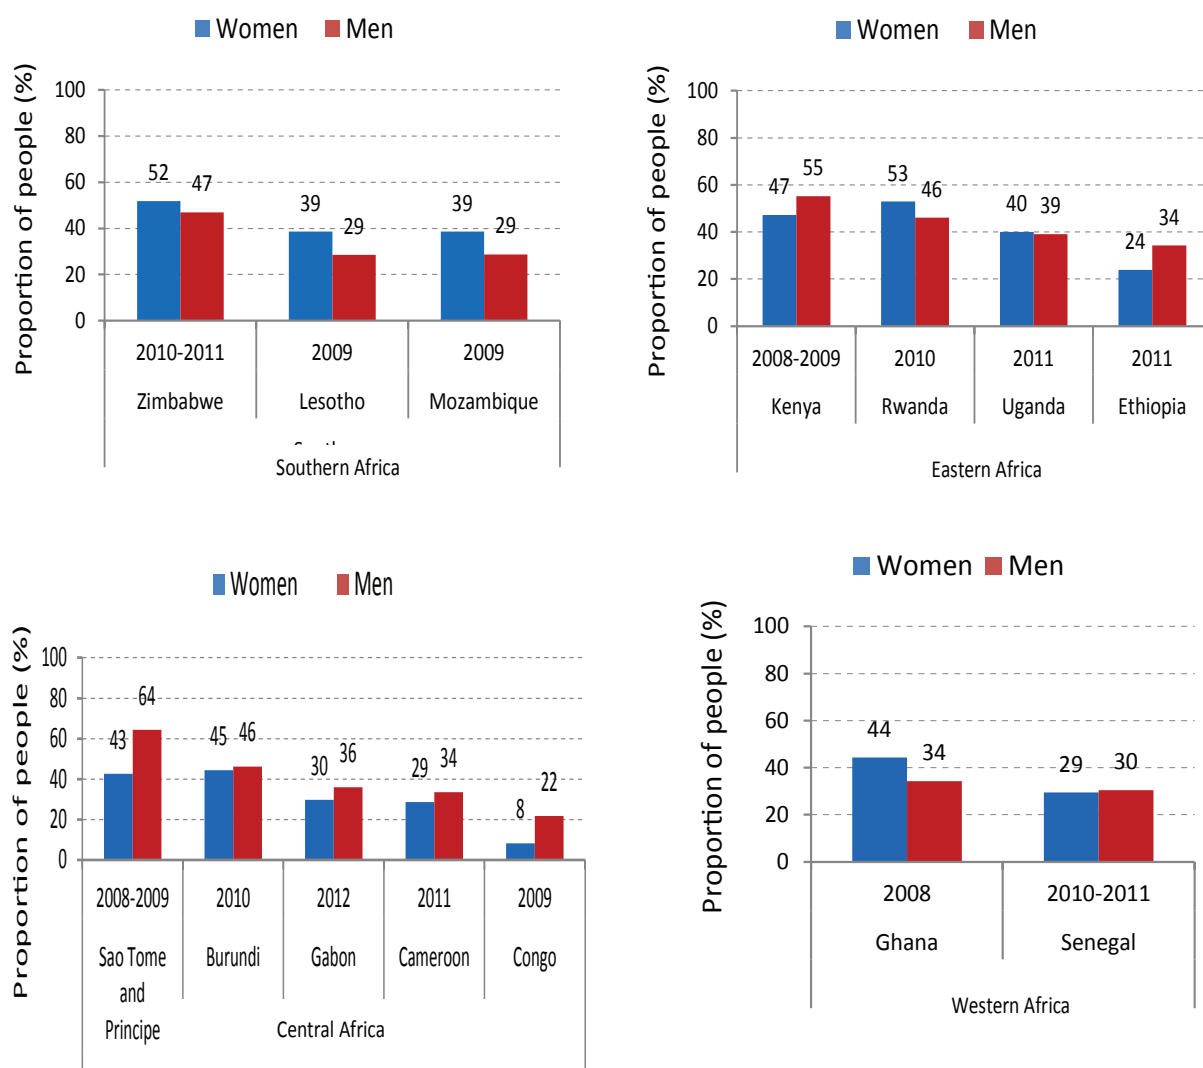 Women Men
Proportion of people (%)
100
80
60
40
20
0
52 47 39 29 39 29
2010-2011 2009 2009
Zimbabwe Lesotho Mozambique
Southern Africa
Women Men
Proportion of people (%)
100
80
60
40
20
0
47 55 53 46 40 39 24 34
2008-2009 2010 2011 2011
Kenya Rwanda Uganda Ethiopia
Eastern Africa
Women Men
Proportion of people (%)
100
80
60
40
20
0
43 64 45 46 30 36 29 34 8 22
2008-2009 2010 2012 2011 2009
Sao Tome Burundi Gabon Cameroon Congo
and
Principe
Central Africa
Women Men
Proportion of people (%)
100
80
60
40
20
0
44 34 29 30
2008 2010-2011
Ghana Senegal
Western Africa